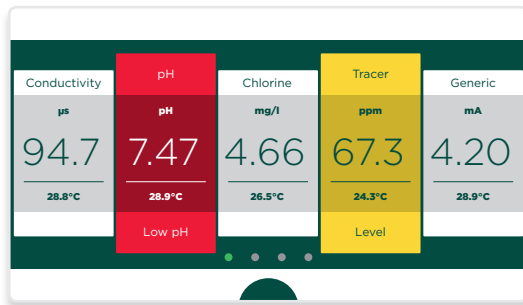 Conductivity
µs
94.7
28.8°C
pH
pH
7.47
28.9°C
Low pH
Chlorine
mg/l
4.66
26.5°C
Tracer
ppm
67.3
24.3°C
Level
Generic
mA
4.20
28.9°C